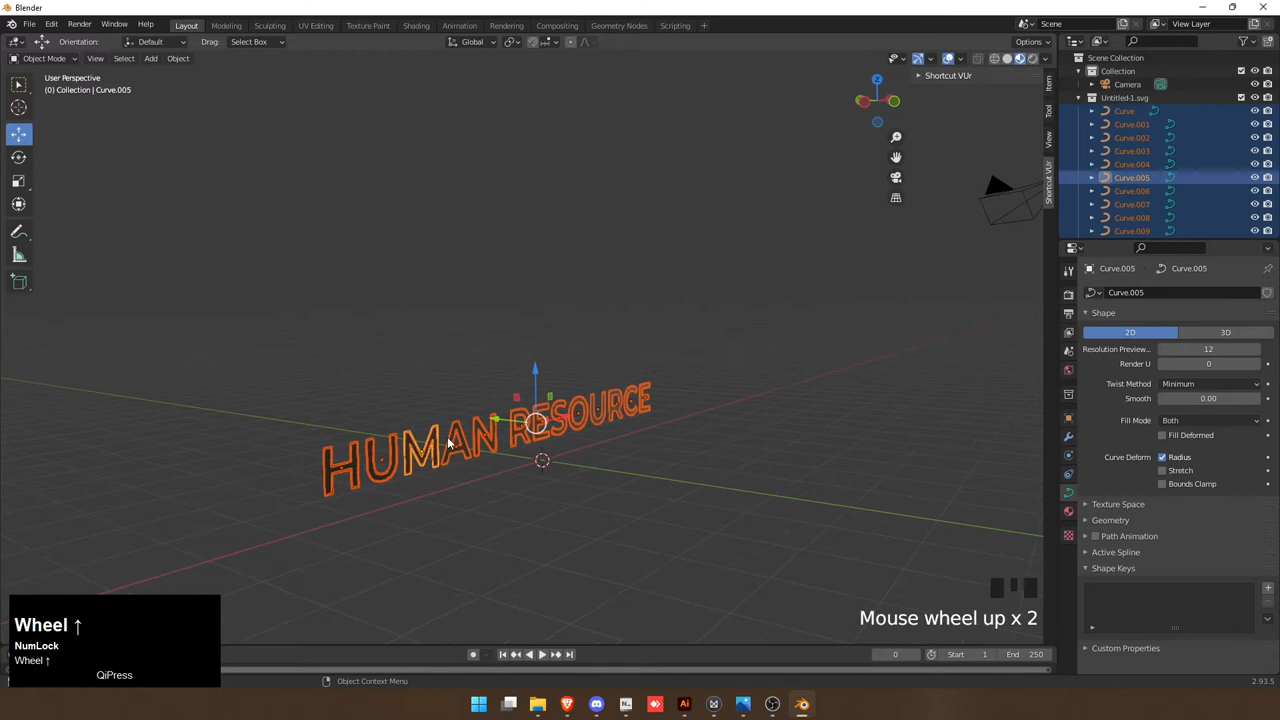 Blender
File Edit Render Window Help Layout Modeling Sculpting UV Editing Texture Paint Shading Animation Rendering Compositing Geometry Nodes Scripting + Scene View Layer
Orientation: Default Drag: Select Box Global Options
Object Mode View Select Add Object
User Perspective
(0) Collection | Curve.005
Shortcut VUr
Z
Item
Tool
View
Shortcut VUr
Scene Collection
Collection
Camera
Untitled-1.svg
Curve
Curve.001
Curve.002
Curve.003
Curve.004
Curve.005
Curve.006
Curve.007
Curve.008
Curve.009
Curve.005 Curve.005
Curve.005
Shape
2D 3D
Resolution Preview... 12
Render U 0
Twist Method Minimum
Smooth 0.00
Fill Mode Both
Fill Deformed
Curve Deform Radius
Stretch
Bounds Clamp
Texture Space
Geometry
Path Animation
Active Spline
Shape Keys
Custom Properties
HUMAN RESOURCE
Mouse wheel up x 2
Wheel ↑
NumLock
Wheel ↑
QiPress
0 Start 1 End 250
Object Context Menu
2.93.5
Ai